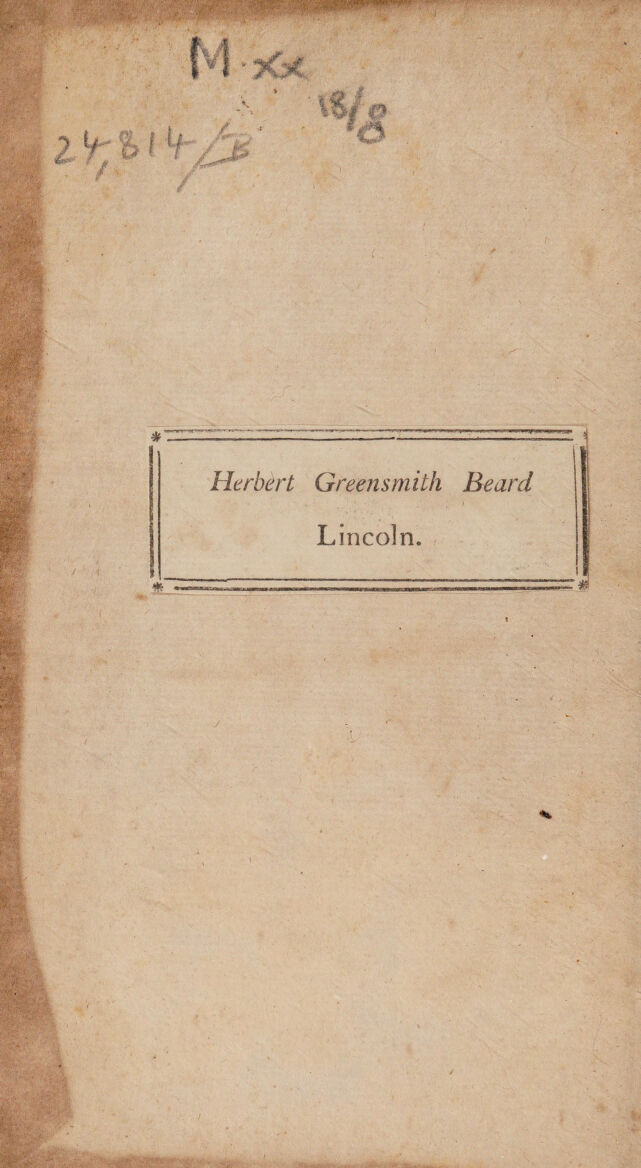 M. xx
18/8
24,814/B
Herbert Greensmith Beard
Lincoln.